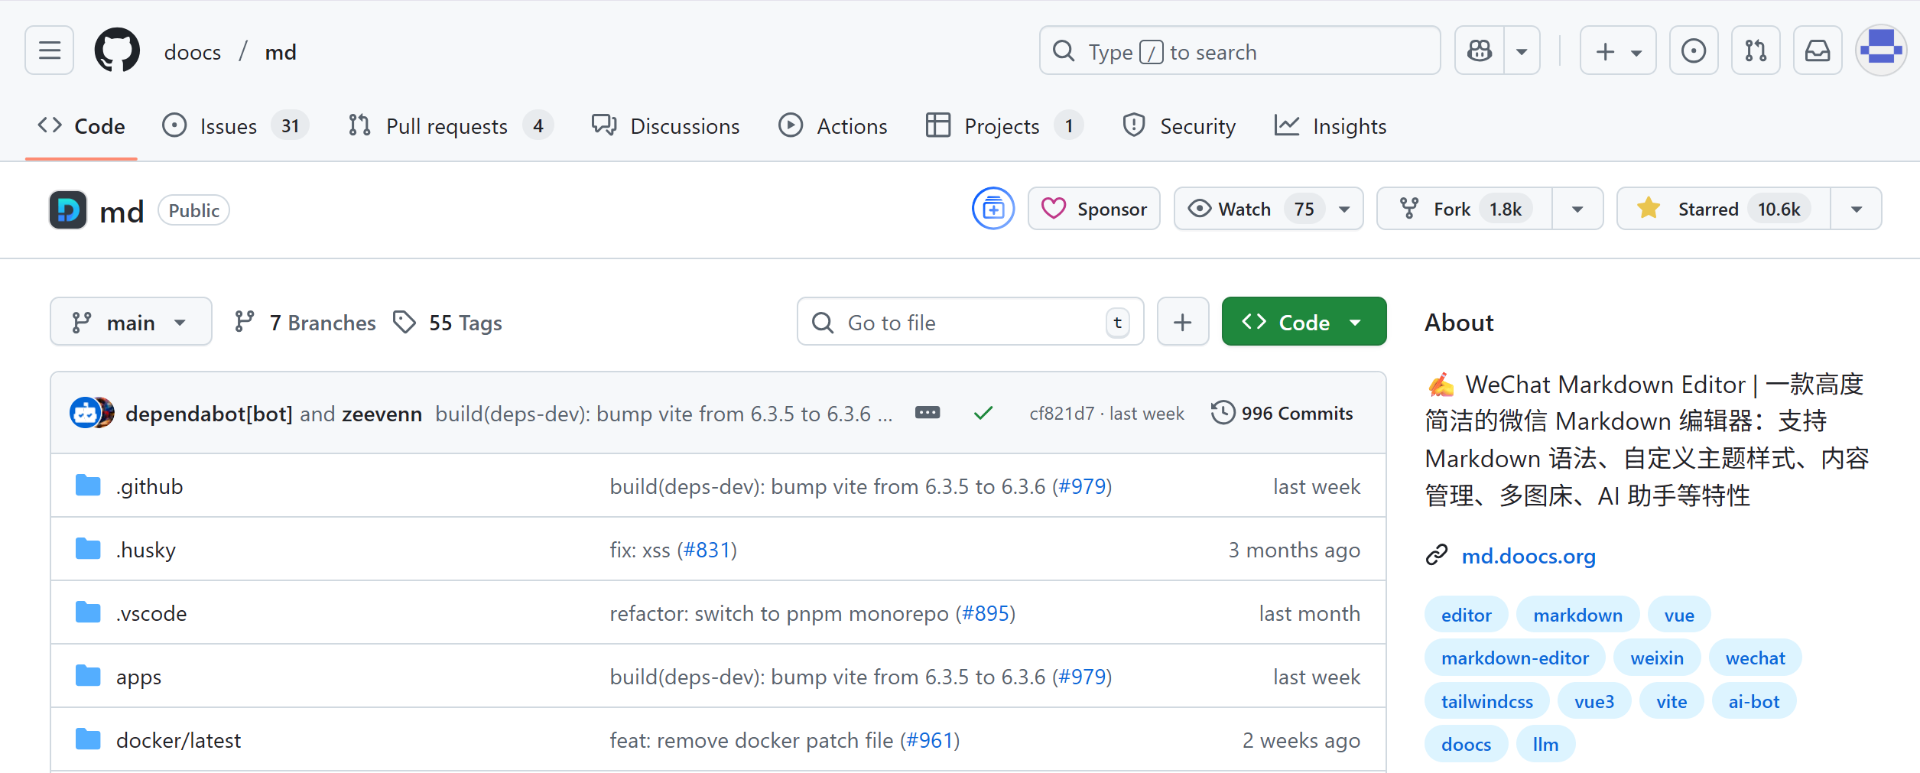 doocs / md
Type / to search
Code
Issues 31
Pull requests 4
Discussions
Actions
Projects 1
Security
Insights
md Public
Sponsor
Watch 75
Fork 1.8k
Starred 10.6k
main
7 Branches
55 Tags
Go to file t
Code
dependabot[bot] and zeevenn build(deps-dev): bump vite from 6.3.5 to 6.3.6 ... cf821d7 · last week 996 Commits
.github build(deps-dev): bump vite from 6.3.5 to 6.3.6 (#979) last week
.husky fix: xss (#831) 3 months ago
.vscode refactor: switch to pnpm monorepo (#895) last month
apps build(deps-dev): bump vite from 6.3.5 to 6.3.6 (#979) last week
docker/latest feat: remove docker patch file (#961) 2 weeks ago
About
✍ WeChat Markdown Editor | 一款高度
简洁的微信 Markdown 编辑器：支持
Markdown 语法、自定义主题样式、内容
管理、多图床、AI 助手等特性
md.doocs.org
editor markdown vue
markdown-editor weixin wechat
tailwindcss vue3 vite ai-bot
doocs llm